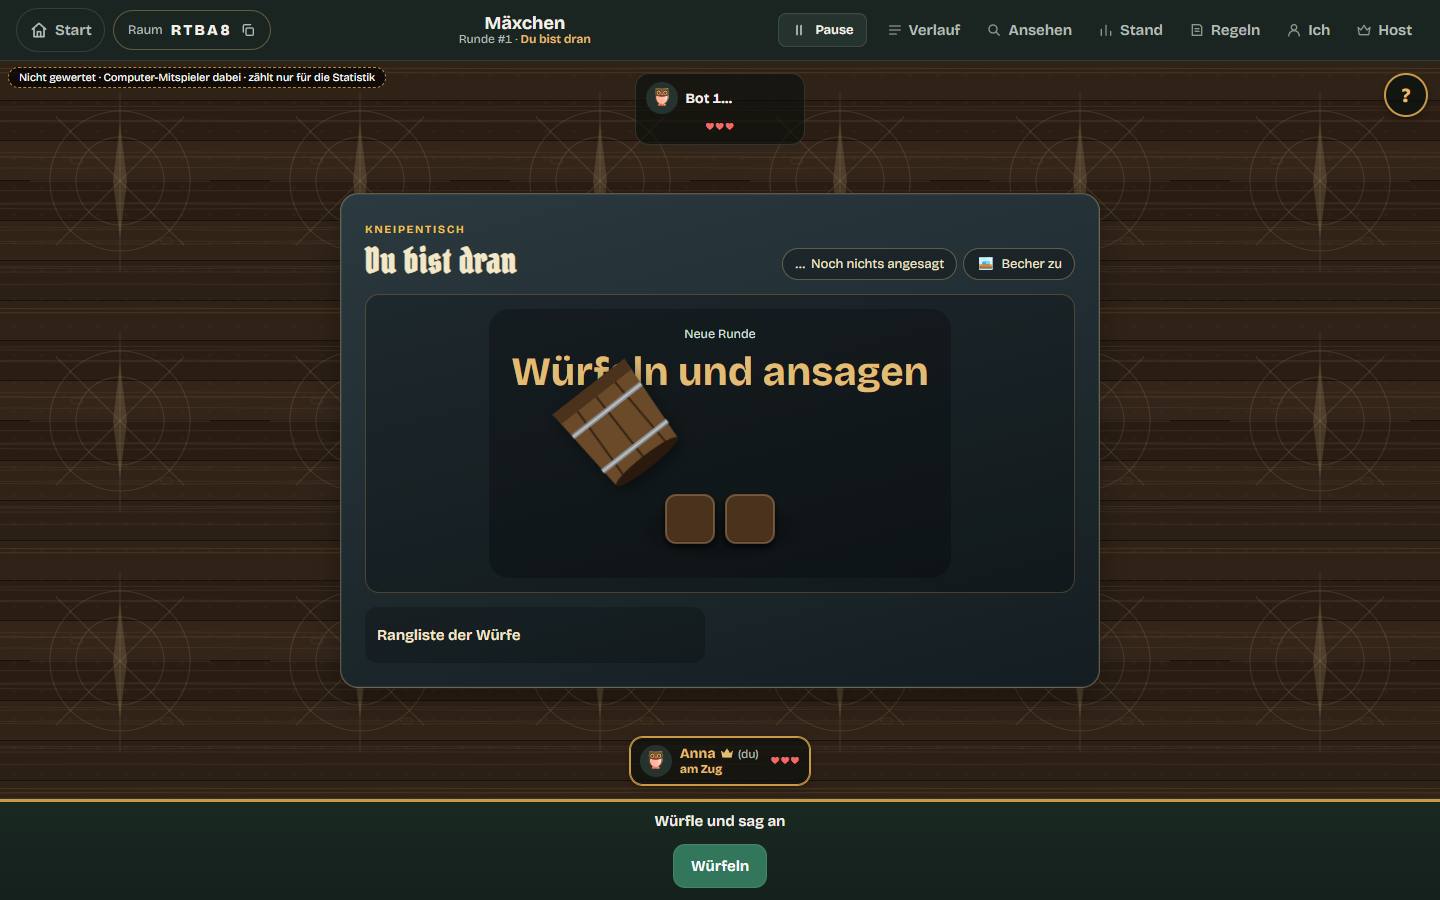 Start
Raum RTBA8
Mäxchen
Runde #1 · Du bist dran
Pause
Verlauf
Ansehen
Stand
Regeln
Ich
Host
Nicht gewertet · Computer-Mitspieler dabei · zählt nur für die Statistik
Bot 1...
?
KNEIPENTISCH
Du bist dran
... Noch nichts angesagt
Becher zu
Neue Runde
Würfeln und ansagen
Rangliste der Würfe
Anna (du)
am Zug
Würfle und sag an
Würfeln